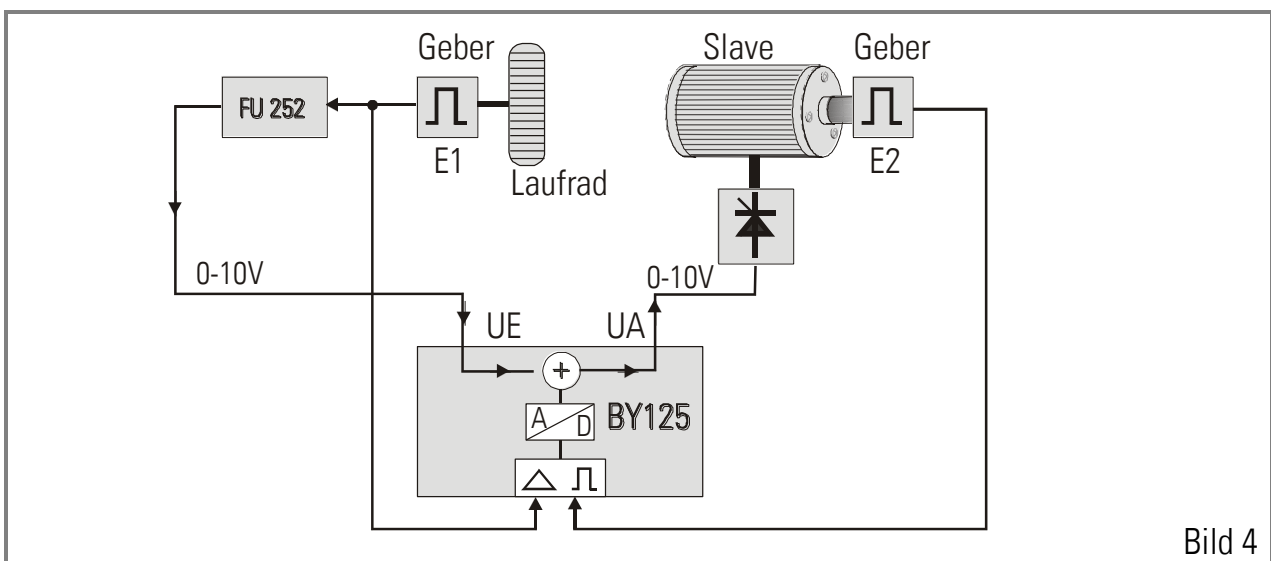 Geber
Slave
Geber
FU 252
E1
Laufrad
E2
0-10V
0-10V
UE
UA
A
D
BY125
Bild 4